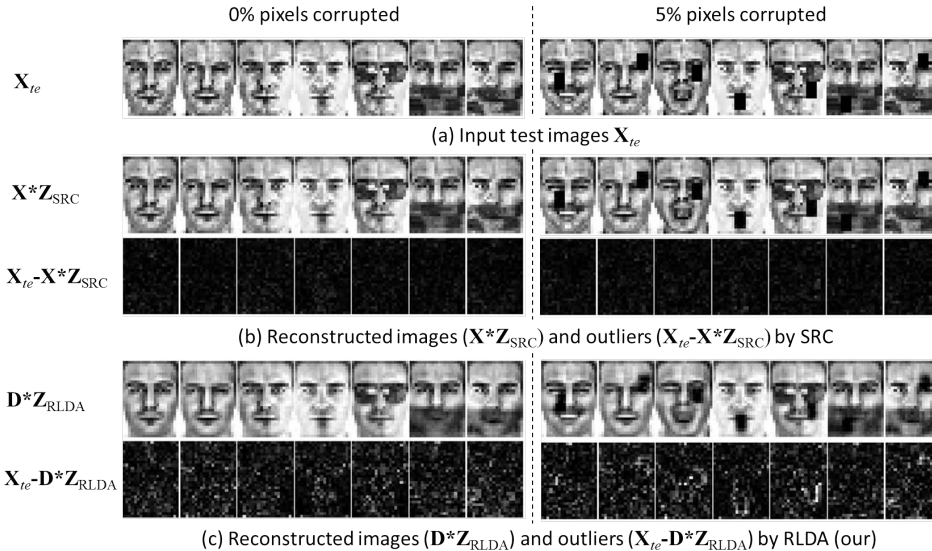 0% pixels corrupted
5% pixels corrupted
X_te
(a) Input test images X_te
X*Z_SRC
X_te-X*Z_SRC
(b) Reconstructed images (X*Z_SRC) and outliers (X_te-X*Z_SRC) by SRC
D*Z_RLDA
X_te-D*Z_RLDA
(c) Reconstructed images (D*Z_RLDA) and outliers (X_te-D*Z_RLDA) by RLDA (our)